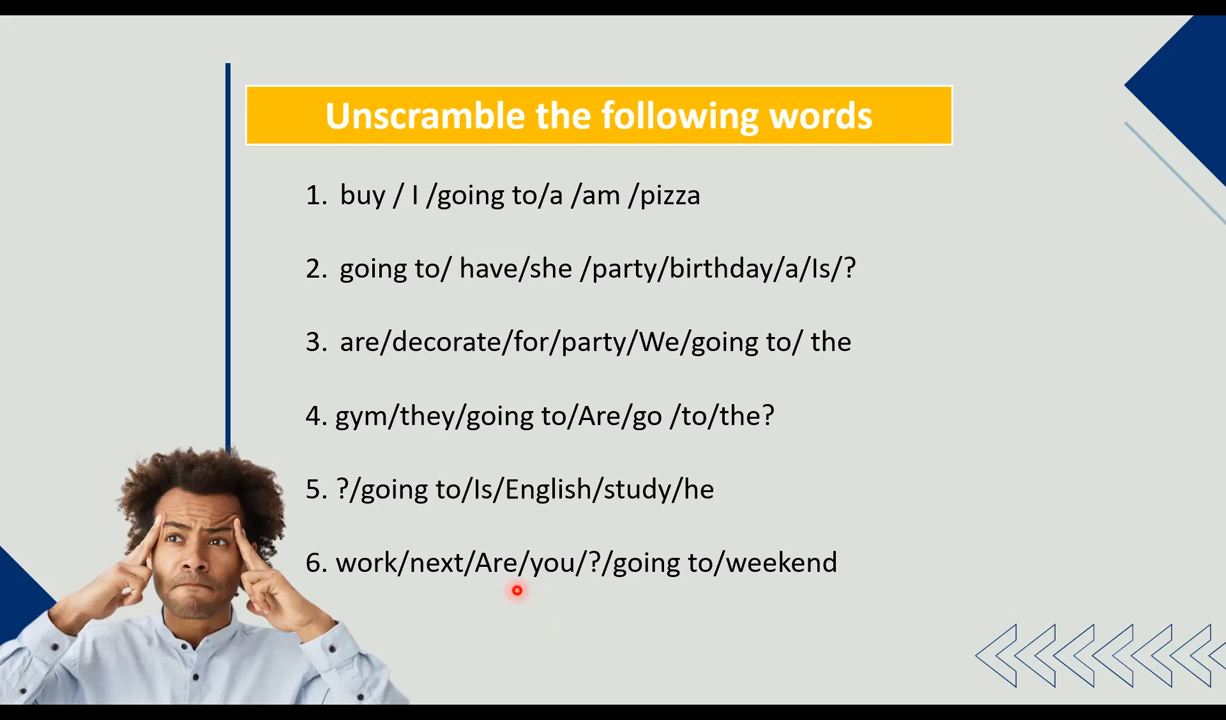 Unscramble the following words
1. buy / I /going to/a /am /pizza
2. going to/ have/she /party/birthday/a/Is/?
3. are/decorate/for/party/We/going to/ the
4. gym/they/going to/Are/go /to/the?
5. ?/going to/Is/English/study/he
6. work/next/Are/you/?/going to/weekend